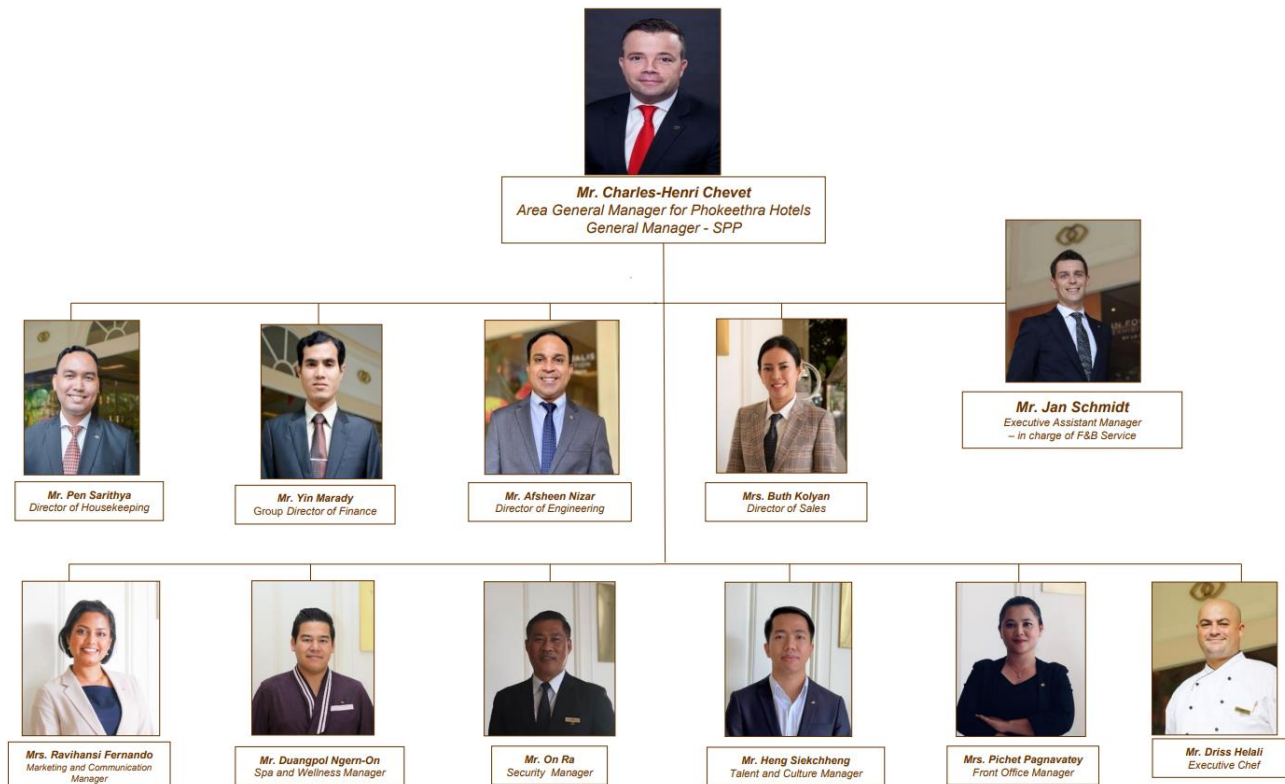 Mr. Charles-Henri Chevet
Area General Manager for Phokeethra Hotels
General Manager - SPP
Mr. Jan Schmidt
Executive Assistant Manager
– in charge of F&B Service
Mr. Pen Sarithya
Director of Housekeeping
Mr. Yin Marady
Group Director of Finance
Mr. Afsheen Nizar
Director of Engineering
Mrs. Buth Kolyan
Director of Sales
Mrs. Ravihansi Fernando
Marketing and Communication
Manager
Mr. Duangpol Ngern-On
Spa and Wellness Manager
Mr. On Ra
Security Manager
Mr. Heng Siekchheng
Talent and Culture Manager
Mrs. Pichet Pagnavatey
Front Office Manager
Mr. Driss Helali
Executive Chef